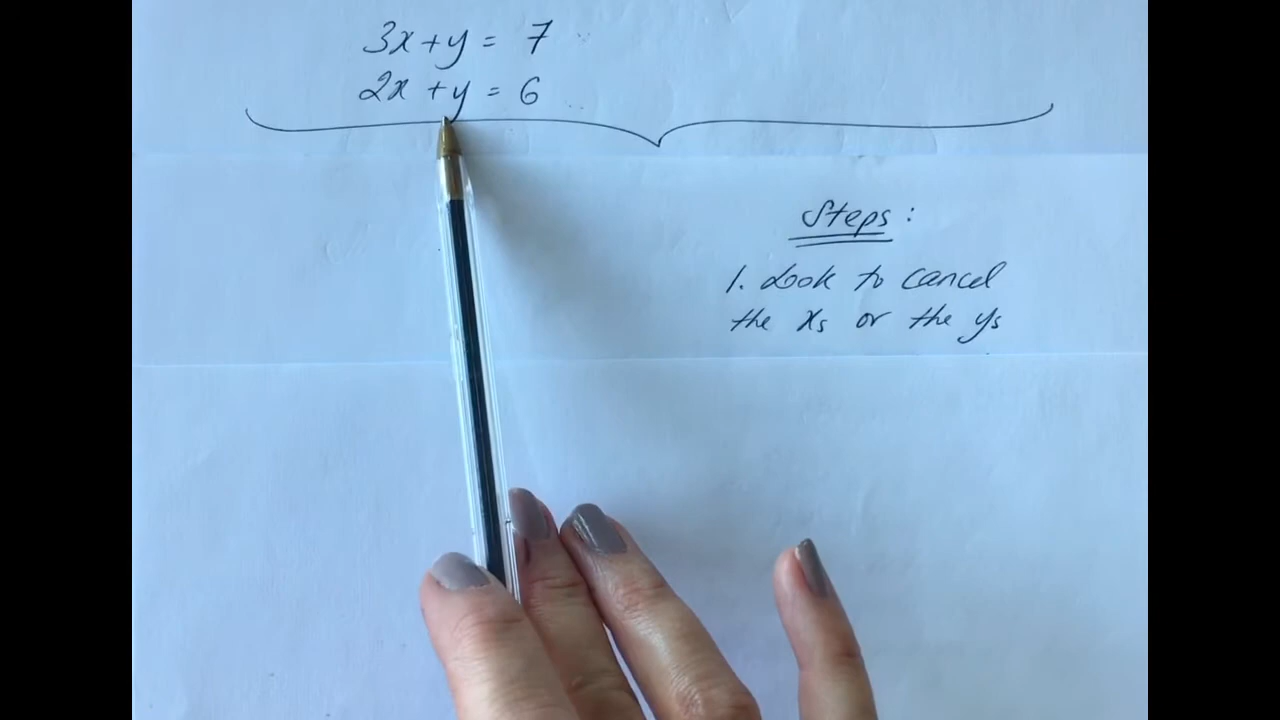 3x+y = 7
2x +y = 6
Steps :
1. Look to cancel
the xs or the ys